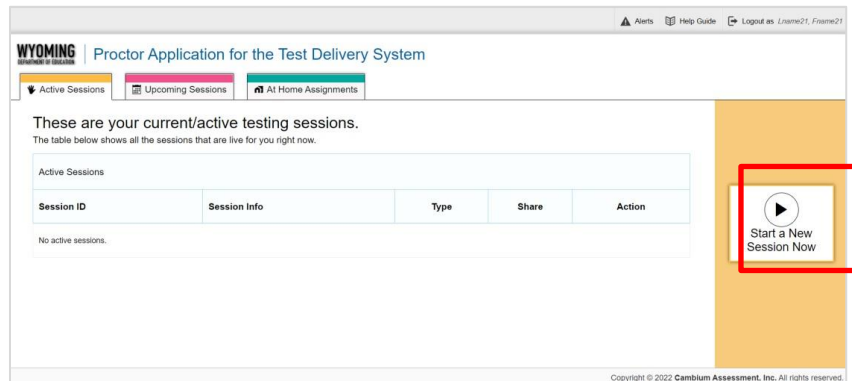 Alerts Help Guide Logout as Lname21, Fname21
WYOMING Proctor Application for the Test Delivery System
DEPARTMENT OF EDUCATION
Active Sessions Upcoming Sessions At Home Assignments
These are your current/active testing sessions.
The table below shows all the sessions that are live for you right now.
Active Sessions
Session ID Session Info Type Share Action
No active sessions.
Start a New
Session Now
Copyright © 2022 Cambium Assessment, Inc. All rights reserved.